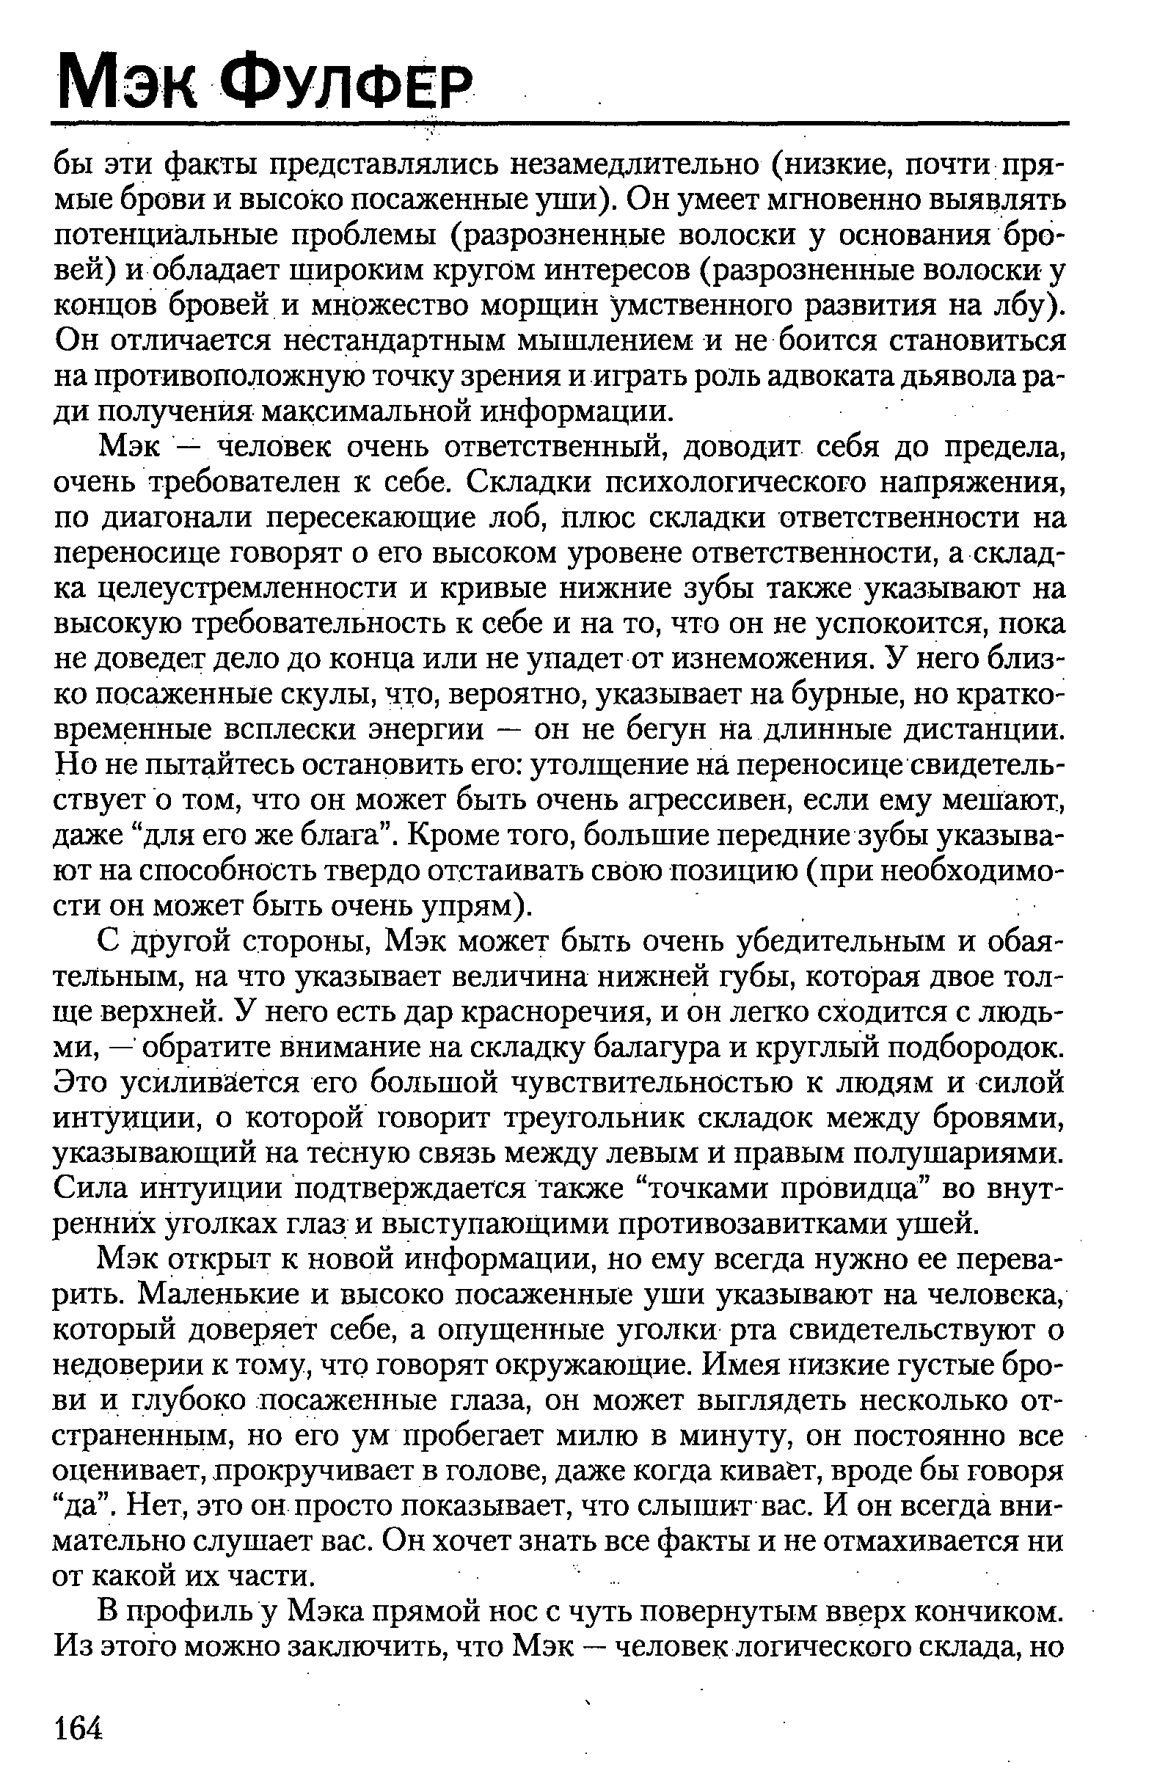 Мэк Фулфер
бы эти факты представлялись незамедлительно (низкие, почти пря-
мые брови и высоко посаженные уши). Он умеет мгновенно выявлять
потенциальные проблемы (разрозненные волоски у основания бро-
вей) и обладает широким кругом интересов (разрозненные волоски у
концов бровей и множество морщин умственного развития на лбу).
Он отличается нестандартным мышлением и не боится становиться
на противоположную точку зрения и играть роль адвоката дьявола ра-
ди получения максимальной информации.
Мэк — человек очень ответственный, доводит себя до предела,
очень требователен к себе. Складки психологического напряжения,
по диагонали пересекающие лоб, плюс складки ответственности на
переносице говорят о его высоком уровене ответственности, а склад-
ка целеустремленности и кривые нижние зубы также указывают на
высокую требовательность к себе и на то, что он не успокоится, пока
не доведет дело до конца или не упадет от изнеможения. У него близ-
ко посаженные скулы, что, вероятно, указывает на бурные, но кратко-
временные всплески энергии — он не бегун на длинные дистанции.
Но не пытайтесь остановить его: утолщение на переносице свидетель-
ствует о том, что он может быть очень агрессивен, если ему мешают,
даже “для его же блага”. Кроме того, большие передние зубы указыва-
ют на способность твердо отстаивать свою позицию (при необходимо-
сти он может быть очень упрям).
С другой стороны, Мэк может быть очень убедительным и обая-
тельным, на что указывает величина нижней губы, которая двое тол-
ще верхней. У него есть дар красноречия, и он легко сходится с людь-
ми, — обратите внимание на складку балагура и круглый подбородок.
Это усиливается его большой чувствительностью к людям и силой
интуиции, о которой говорит треугольник складок между бровями,
указывающий на тесную связь между левым и правым полушариями.
Сила интуиции подтверждается также “точками провидца” во внут-
ренних уголках глаз и выступающими противозавитками ушей.
Мэк открыт к новой информации, но ему всегда нужно ее перева-
рить. Маленькие и высоко посаженные уши указывают на человека,
который доверяет себе, а опущенные уголки рта свидетельствуют о
недоверии к тому, что говорят окружающие. Имея низкие густые бро-
ви и глубоко посаженные глаза, он может выглядеть несколько от-
страненным, но его ум пробегает милю в минуту, он постоянно все
оценивает, прокручивает в голове, даже когда кивает, вроде бы говоря
“да”. Нет, это он просто показывает, что слышит вас. И он всегда вни-
мательно слушает вас. Он хочет знать все факты и не отмахивается ни
от какой их части.
В профиль у Мэка прямой нос с чуть повернутым вверх кончиком.
Из этого можно заключить, что Мэк — человек логического склада, но
164